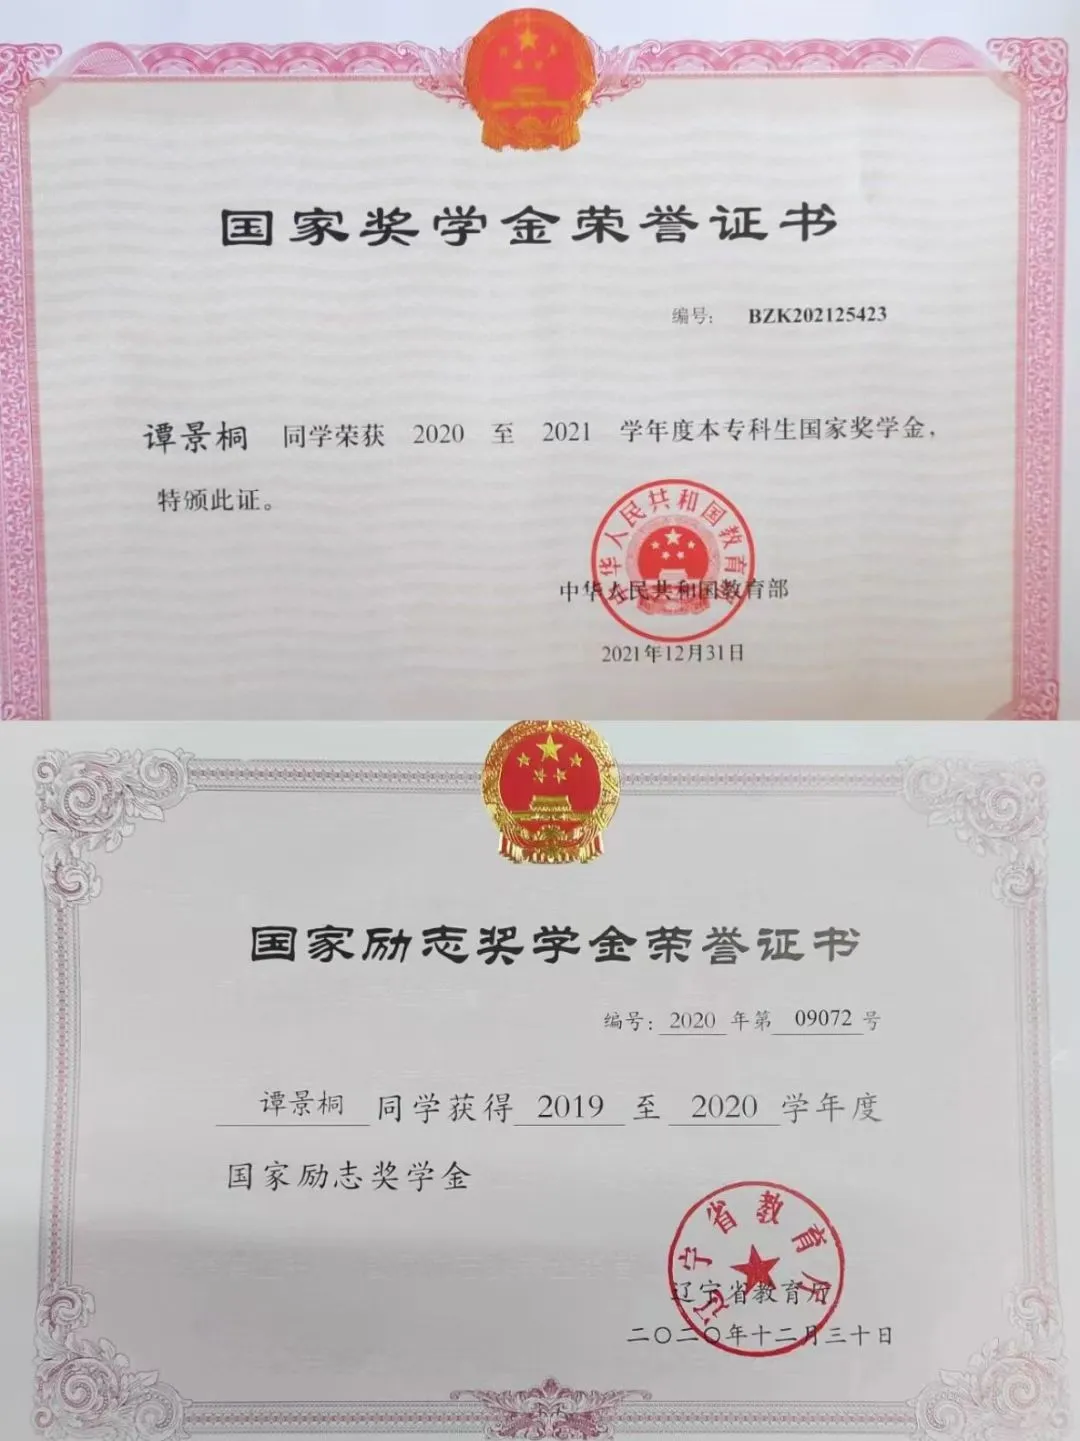 国家奖学金荣誉证书
编号： BZK202125423
谭景桐 同学荣获 2020 至 2021 学年度本专科生国家奖学金，
特颁此证。
中华人民共和国教育部
中华人民共和国教育部
2021年12月31日
国家励志奖学金荣誉证书
编号：2020 年第 09072 号
谭景桐 同学获得 2019 至 2020 学年度
国家励志奖学金
辽宁省教育厅
辽宁省教育厅
二〇二〇年十二月三十日